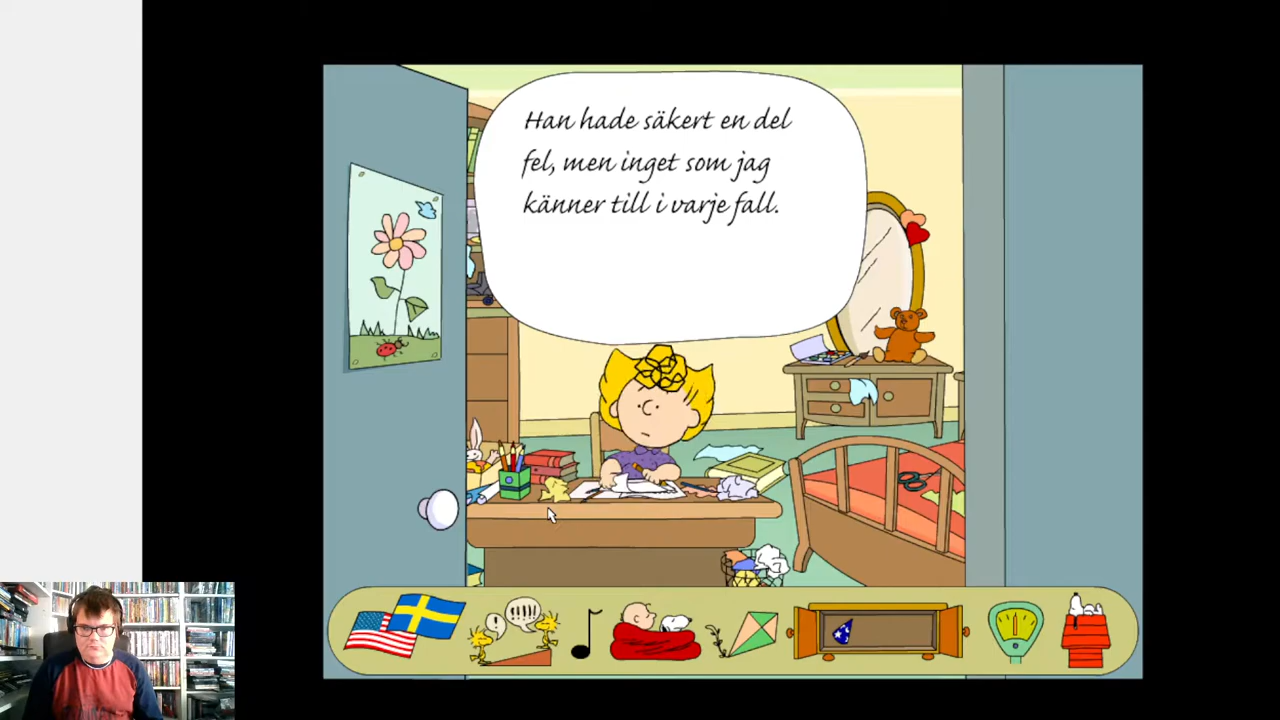 Han hade säkert en del
fel, men inget som jag
känner till i varje fall.